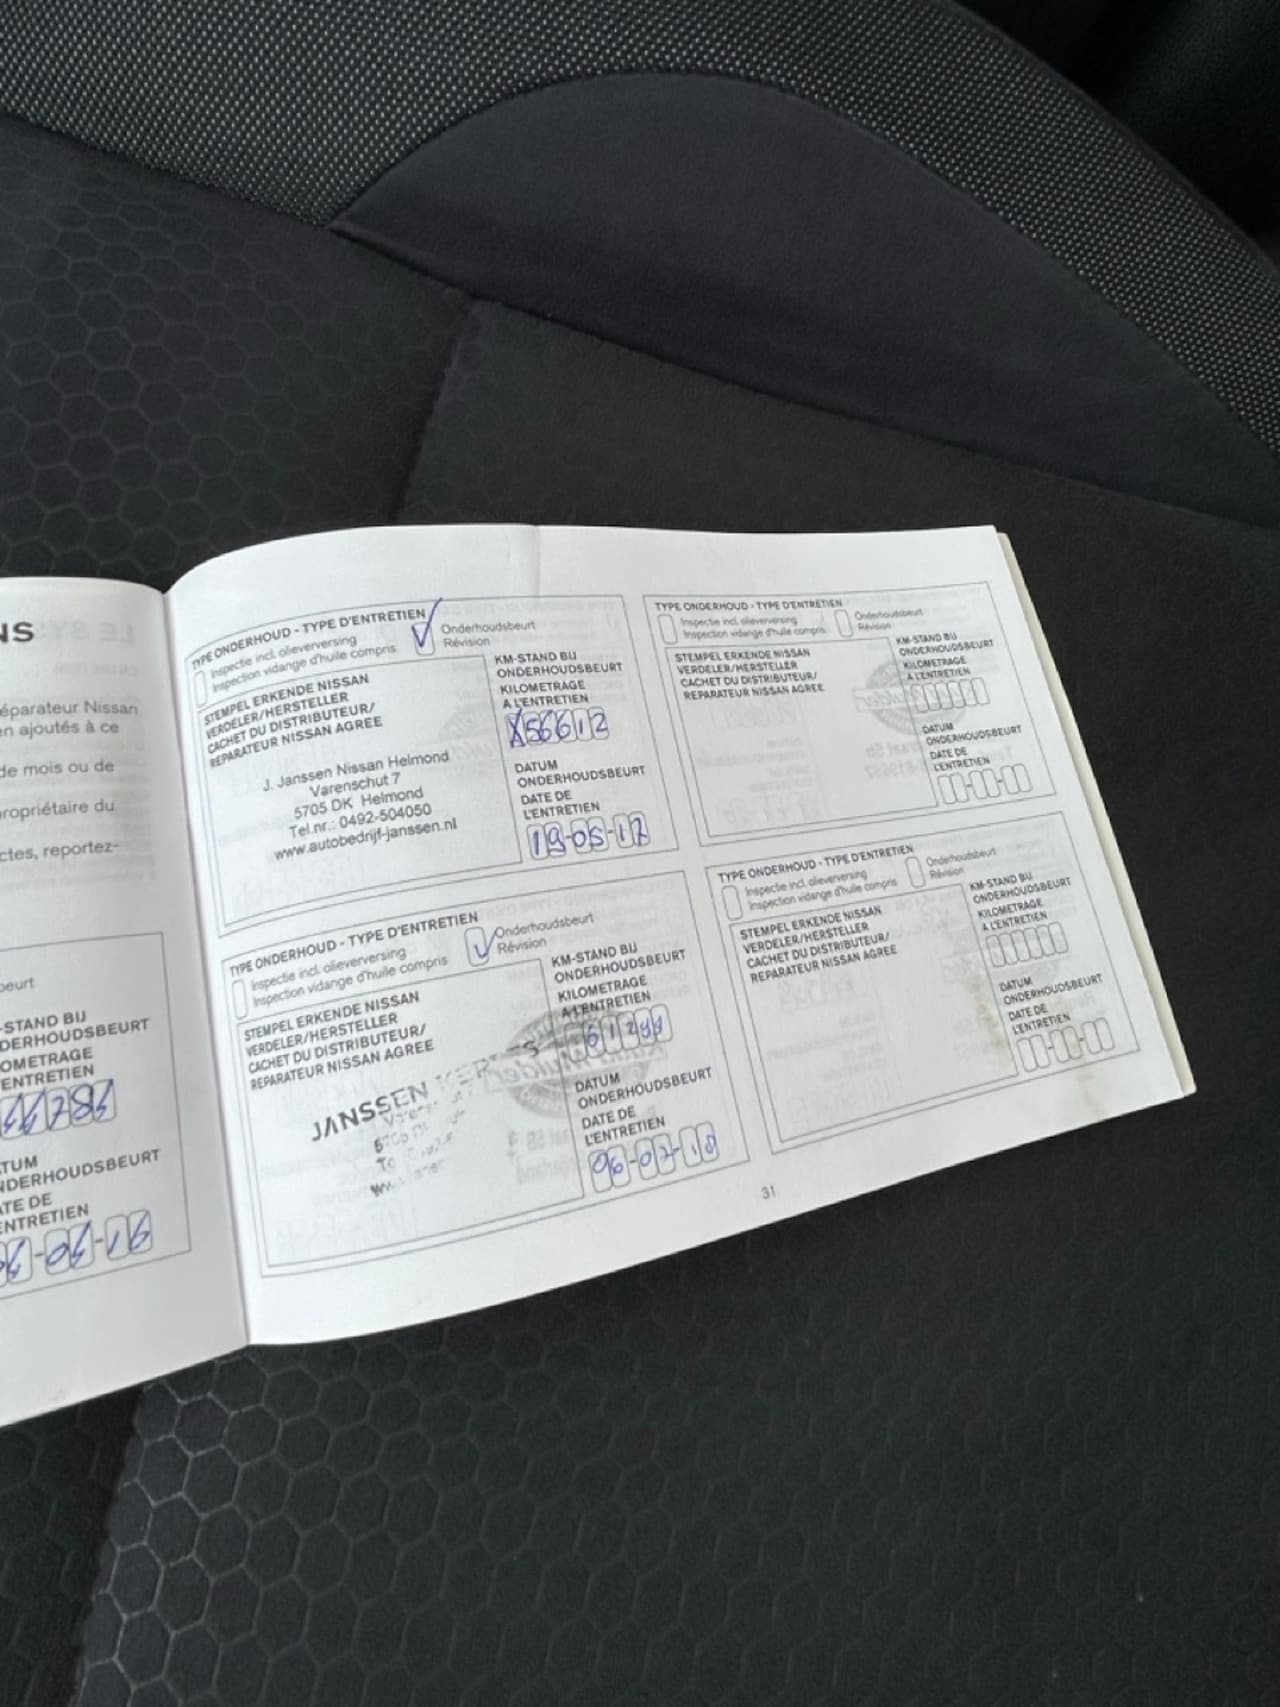 NS
éparateur Nissan
en ajoutés à ce
de mois ou de
propriétaire du
ctes, reportez-
beurt
-STAND BIJ
DERHOUDSBEURT
OMETRAGE
ENTRETIEN
TUM
NDERHOUDSBEURT
ATE DE
ENTRETIEN
TYPE ONDERHOUD - TYPE D'ENTRETIEN
Inspectie incl. olieverversing
Inspection vidange d'huile compris
Onderhoudsbeurt
Révision
STEMPEL ERKENDE NISSAN
VERDELER/HERSTELLER
CACHET DU DISTRIBUTEUR/
REPARATEUR NISSAN AGREE
J. Janssen Nissan Helmond
Varenschut 7
5705 DK Helmond
Tel.nr.: 0492-504050
www.autobedrijf-janssen.nl
KM-STAND BIJ
ONDERHOUDSBEURT
KILOMETRAGE
A L'ENTRETIEN
X56612
DATUM
ONDERHOUDSBEURT
DATE DE
L'ENTRETIEN
19-05-17
TYPE ONDERHOUD - TYPE D'ENTRETIEN
Inspectie incl. olieverversing
Inspection vidange d'huile compris
Onderhoudsbeurt
Révision
STEMPEL ERKENDE NISSAN
VERDELER/HERSTELLER
CACHET DU DISTRIBUTEUR/
REPARATEUR NISSAN AGREE
JANSSEN
KM-STAND BIJ
ONDERHOUDSBEURT
KILOMETRAGE
A L'ENTRETIEN
61299
DATUM
ONDERHOUDSBEURT
DATE DE
L'ENTRETIEN
06-02-18
TYPE ONDERHOUD - TYPE D'ENTRETIEN
Inspectie incl. olieverversing
Inspection vidange d'huile compris
Onderhoudsbeurt
Révision
STEMPEL ERKENDE NISSAN
VERDELER/HERSTELLER
CACHET DU DISTRIBUTEUR/
REPARATEUR NISSAN AGREE
KM-STAND BIJ
ONDERHOUDSBEURT
KILOMETRAGE
A L'ENTRETIEN
DATUM
ONDERHOUDSBEURT
DATE DE
L'ENTRETIEN
TYPE ONDERHOUD - TYPE D'ENTRETIEN
Inspectie incl. olieverversing
Inspection vidange d'huile compris
Onderhoudsbeurt
Révision
STEMPEL ERKENDE NISSAN
VERDELER/HERSTELLER
CACHET DU DISTRIBUTEUR/
REPARATEUR NISSAN AGREE
KM-STAND BIJ
ONDERHOUDSBEURT
KILOMETRAGE
A L'ENTRETIEN
DATUM
ONDERHOUDSBEURT
DATE DE
L'ENTRETIEN
31